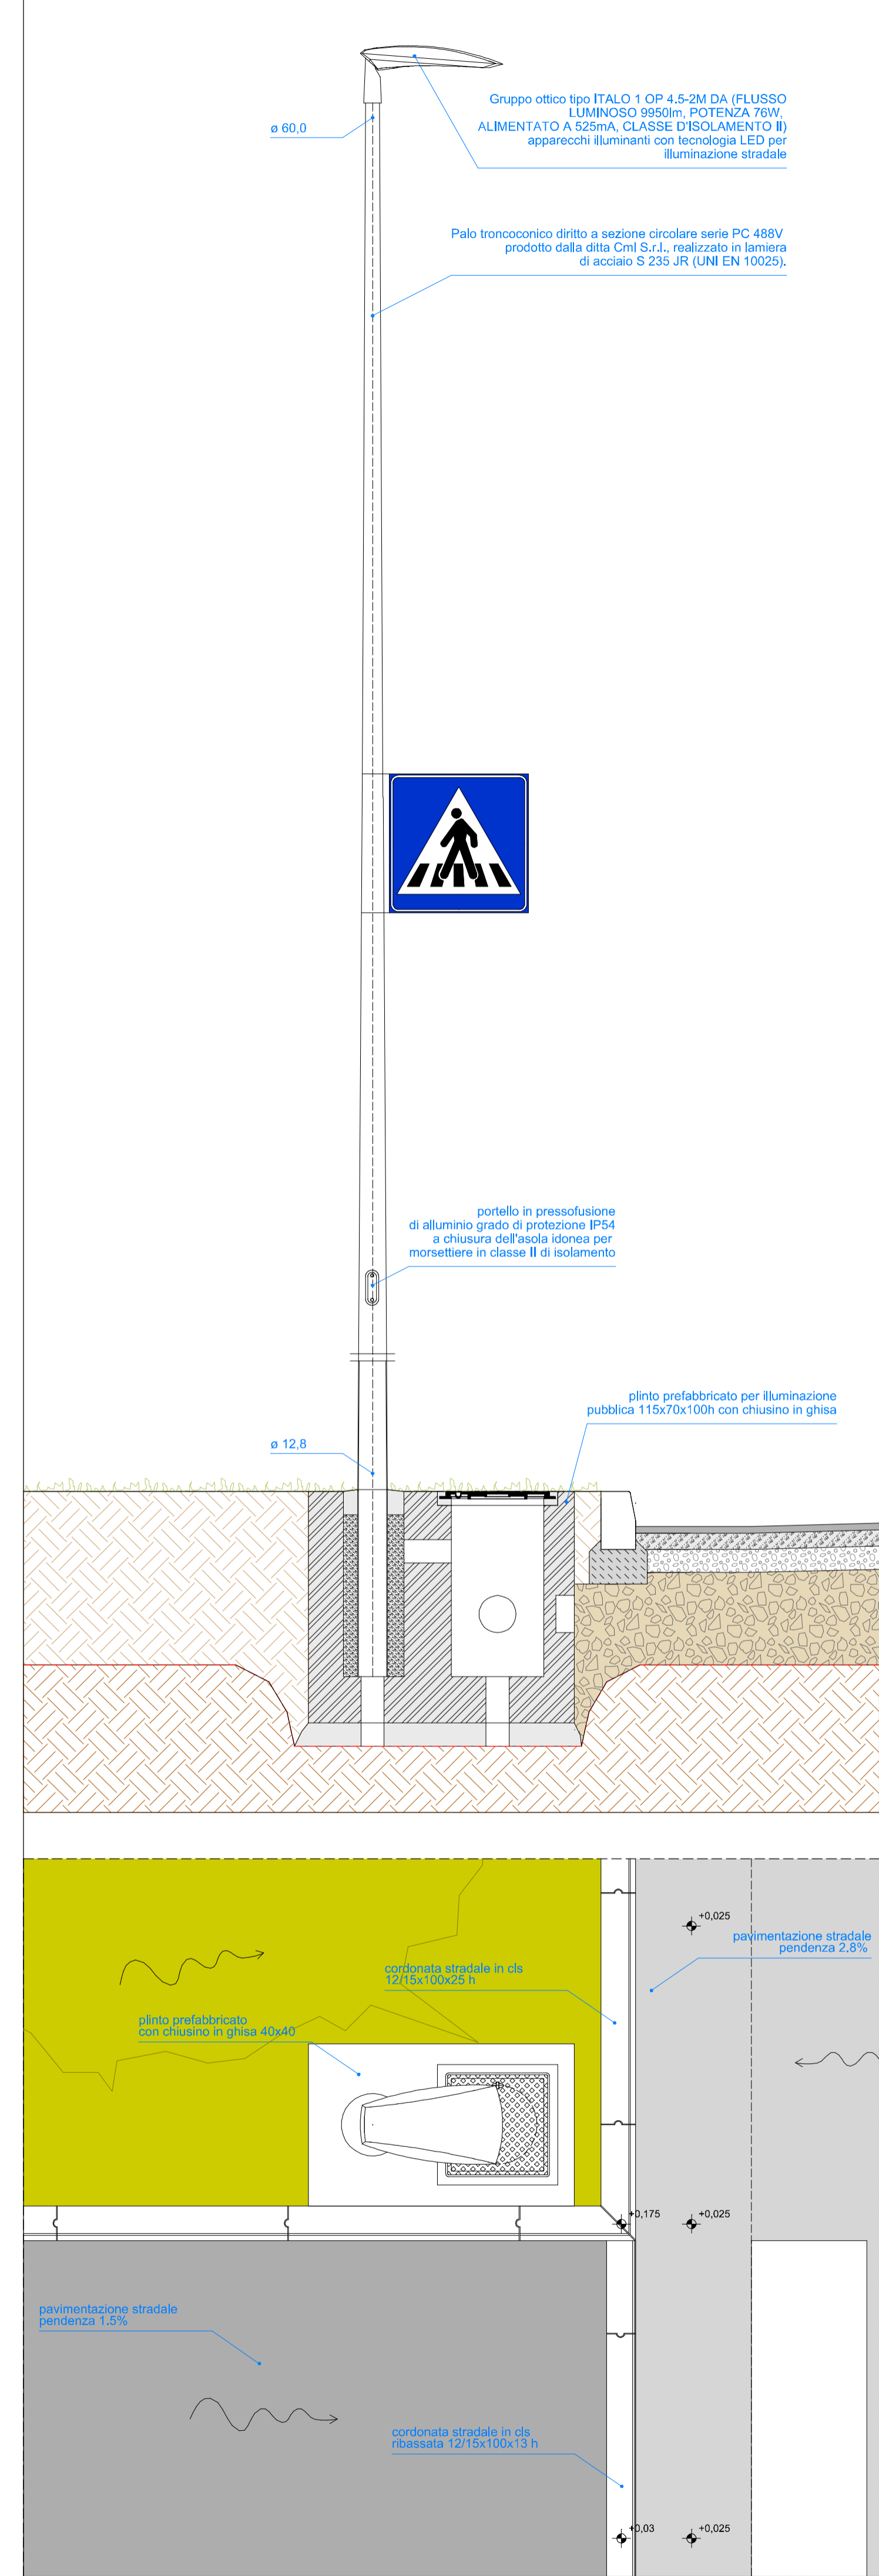 Gruppo ottico tipo ITALO 1 OP 4.5-2M DA (FLUSSO
LUMINOSO 9950lm, POTENZA 76W,
ALIMENTATO A 525mA, CLASSE D'ISOLAMENTO II)
apparecchi illuminanti con tecnologia LED per
illuminazione stradale
ø 60,0
Palo troncoconico diritto a sezione circolare serie PC 488V
prodotto dalla ditta Cml S.r.l., realizzato in lamiera
di acciaio S 235 JR (UNI EN 10025).
portello in pressofusione
di alluminio grado di protezione IP54
a chiusura dell'asola idonea per
morsettiere in classe II di isolamento
plinto prefabbricato per illuminazione
pubblica 115x70x100h con chiusino in ghisa
ø 12,8
+0,025
pavimentazione stradale
pendenza 2.8%
cordonata stradale in cls
12/15x100x25 h
plinto prefabbricato
con chiusino in ghisa 40x40
+0,175
+0,025
pavimentazione stradale
pendenza 1.5%
cordonata stradale in cls
ribassata 12/15x100x13 h
+0,03
+0,025